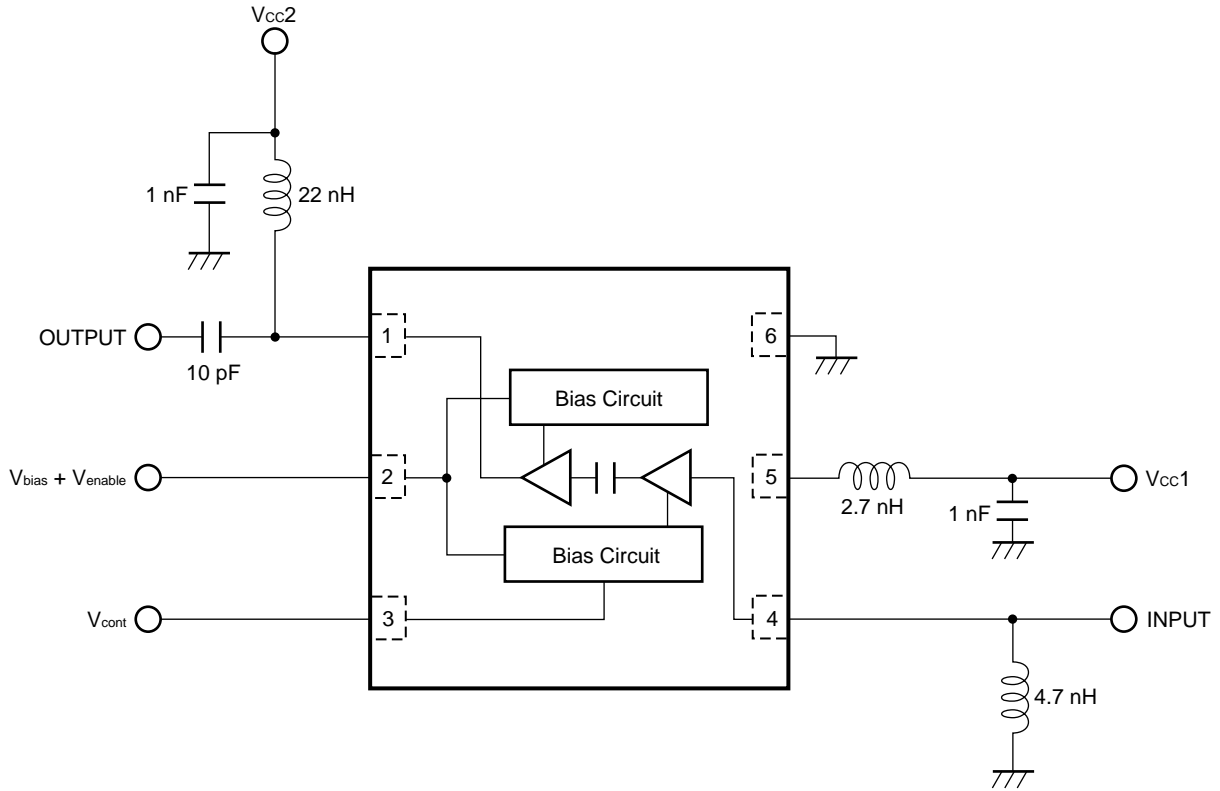 VCC2
1 nF
22 nH
OUTPUT
10 pF
1
6
Bias Circuit
Vbias + Venable
2
5
2.7 nH
1 nF
VCC1
Bias Circuit
Vcont
3
4
INPUT
4.7 nH